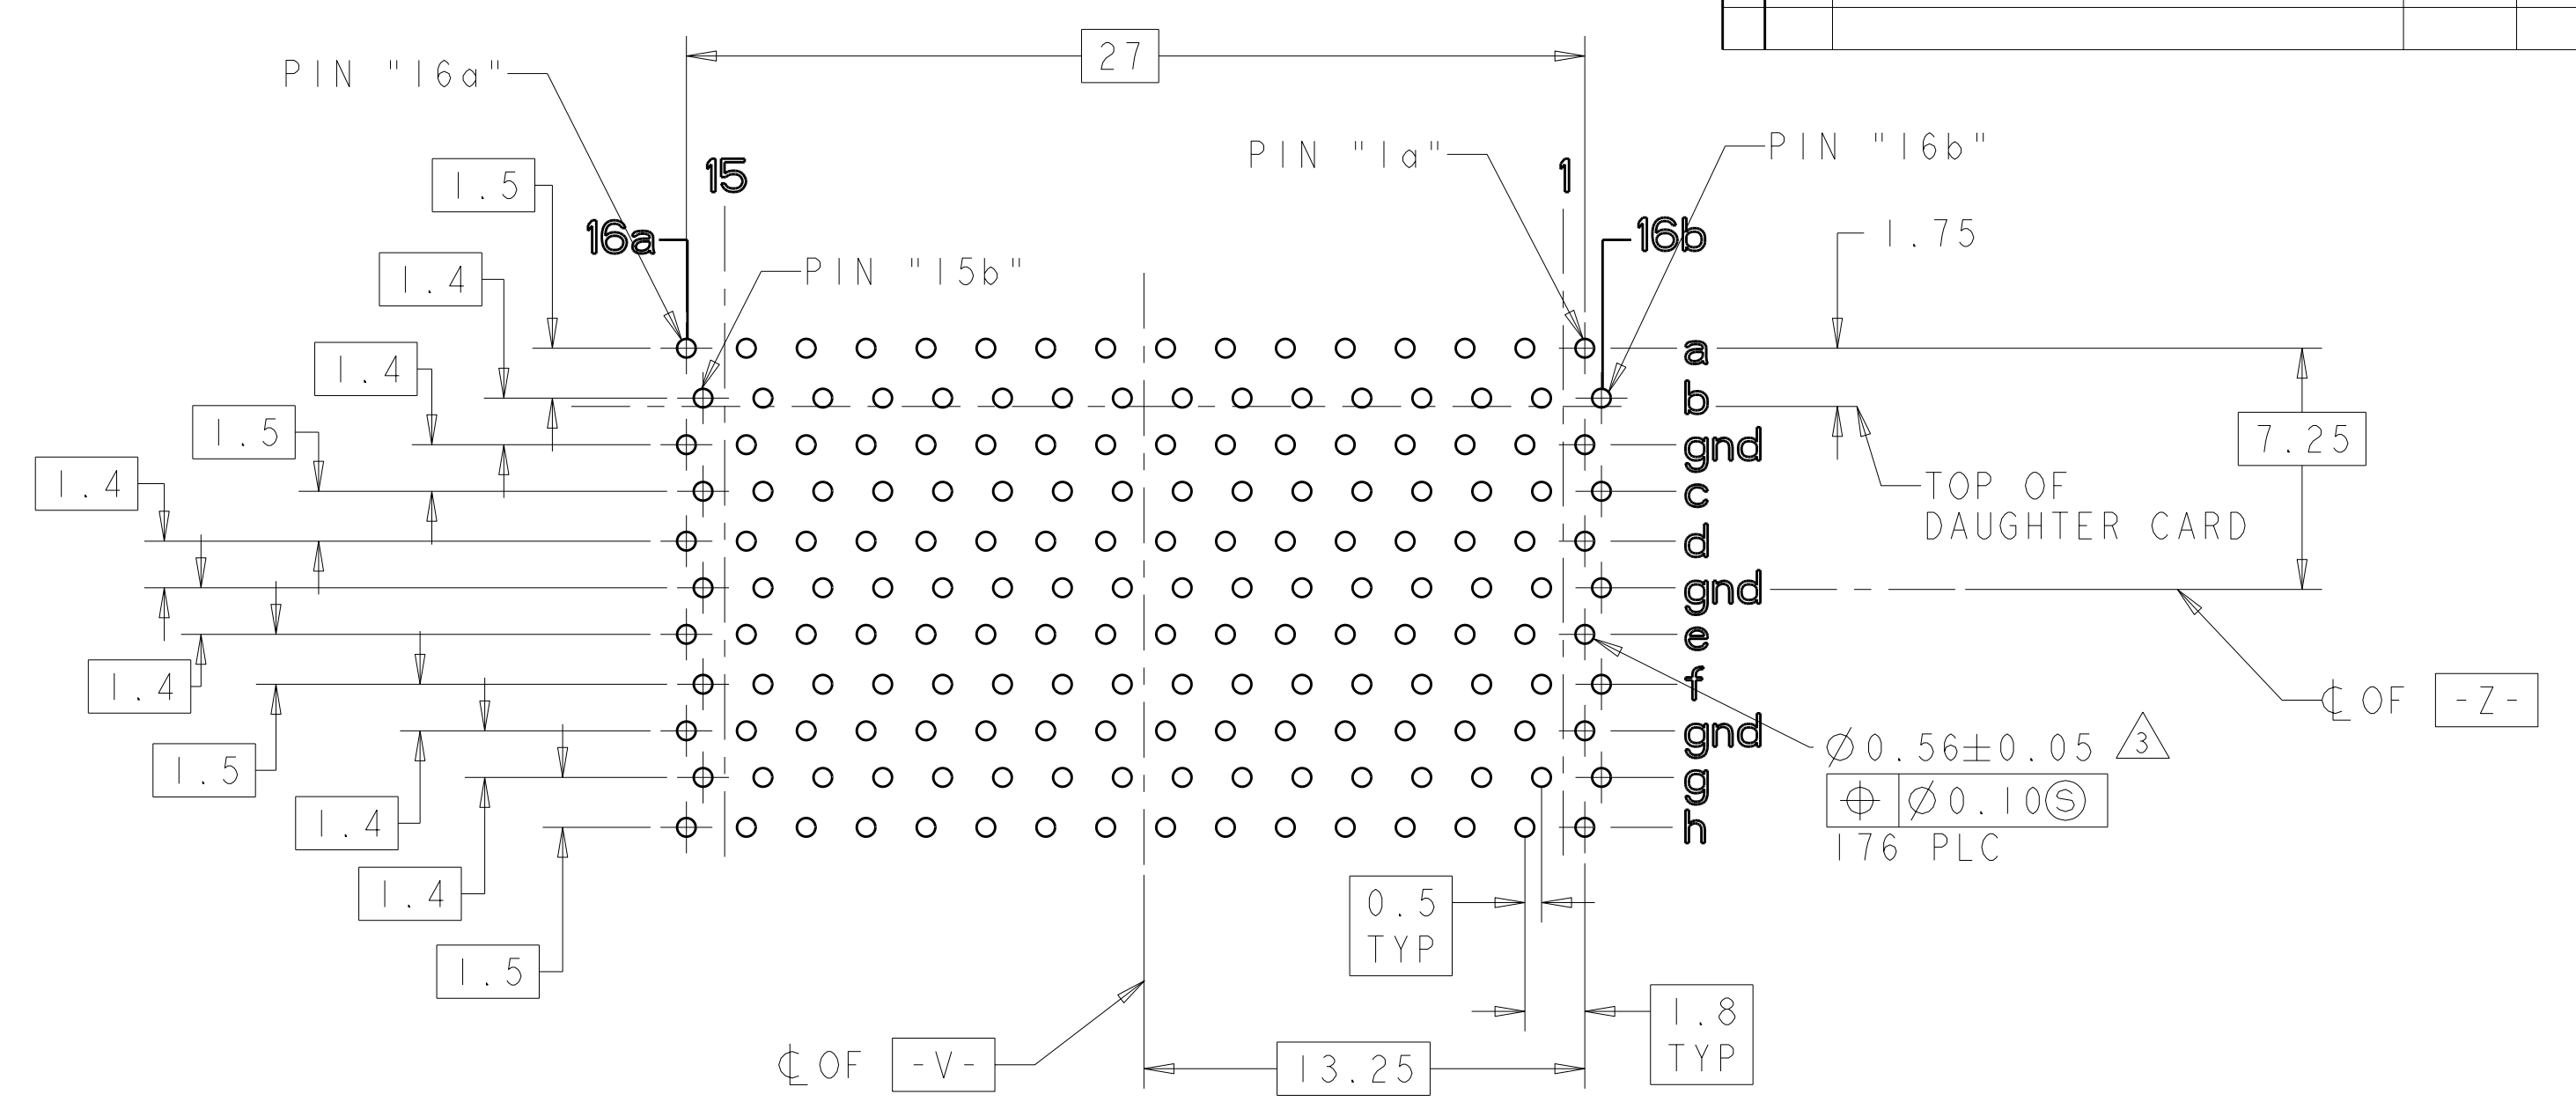 27
PIN "16a"
PIN "1a"
PIN "16b"
15
1
1.5
16a
16b
1.75
PIN "15b"
1.4
1.4
a
b
1.5
gnd
7.25
1.4
c
TOP OF
DAUGHTER CARD
d
gnd
e
1.4
f
℄ OF -Z-
gnd
Ø0.56±0.05 3
1.5
g
⌖ Ø0.10Ⓢ
1.4
h
176 PLC
1.4
0.5
TYP
1.5
1.8
TYP
℄ OF -V-
13.25